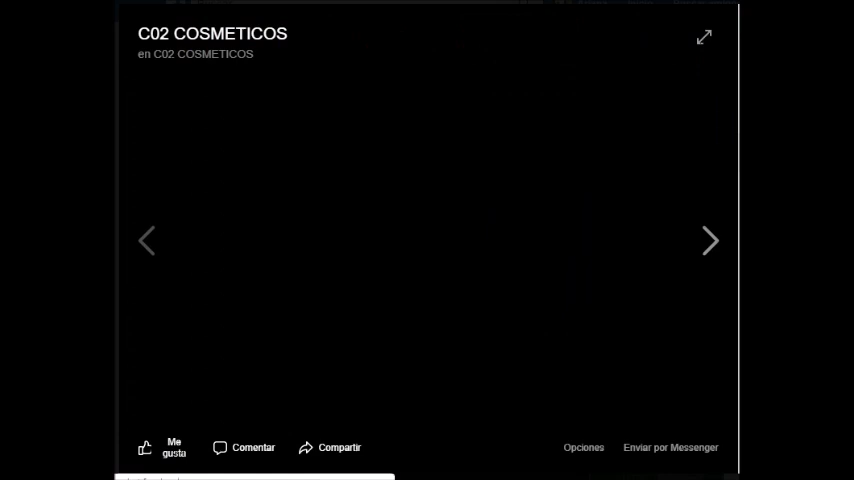 C02 COSMETICOS
en C02 COSMETICOS
Me
gusta
Comentar
Compartir
Opciones
Enviar por Messenger